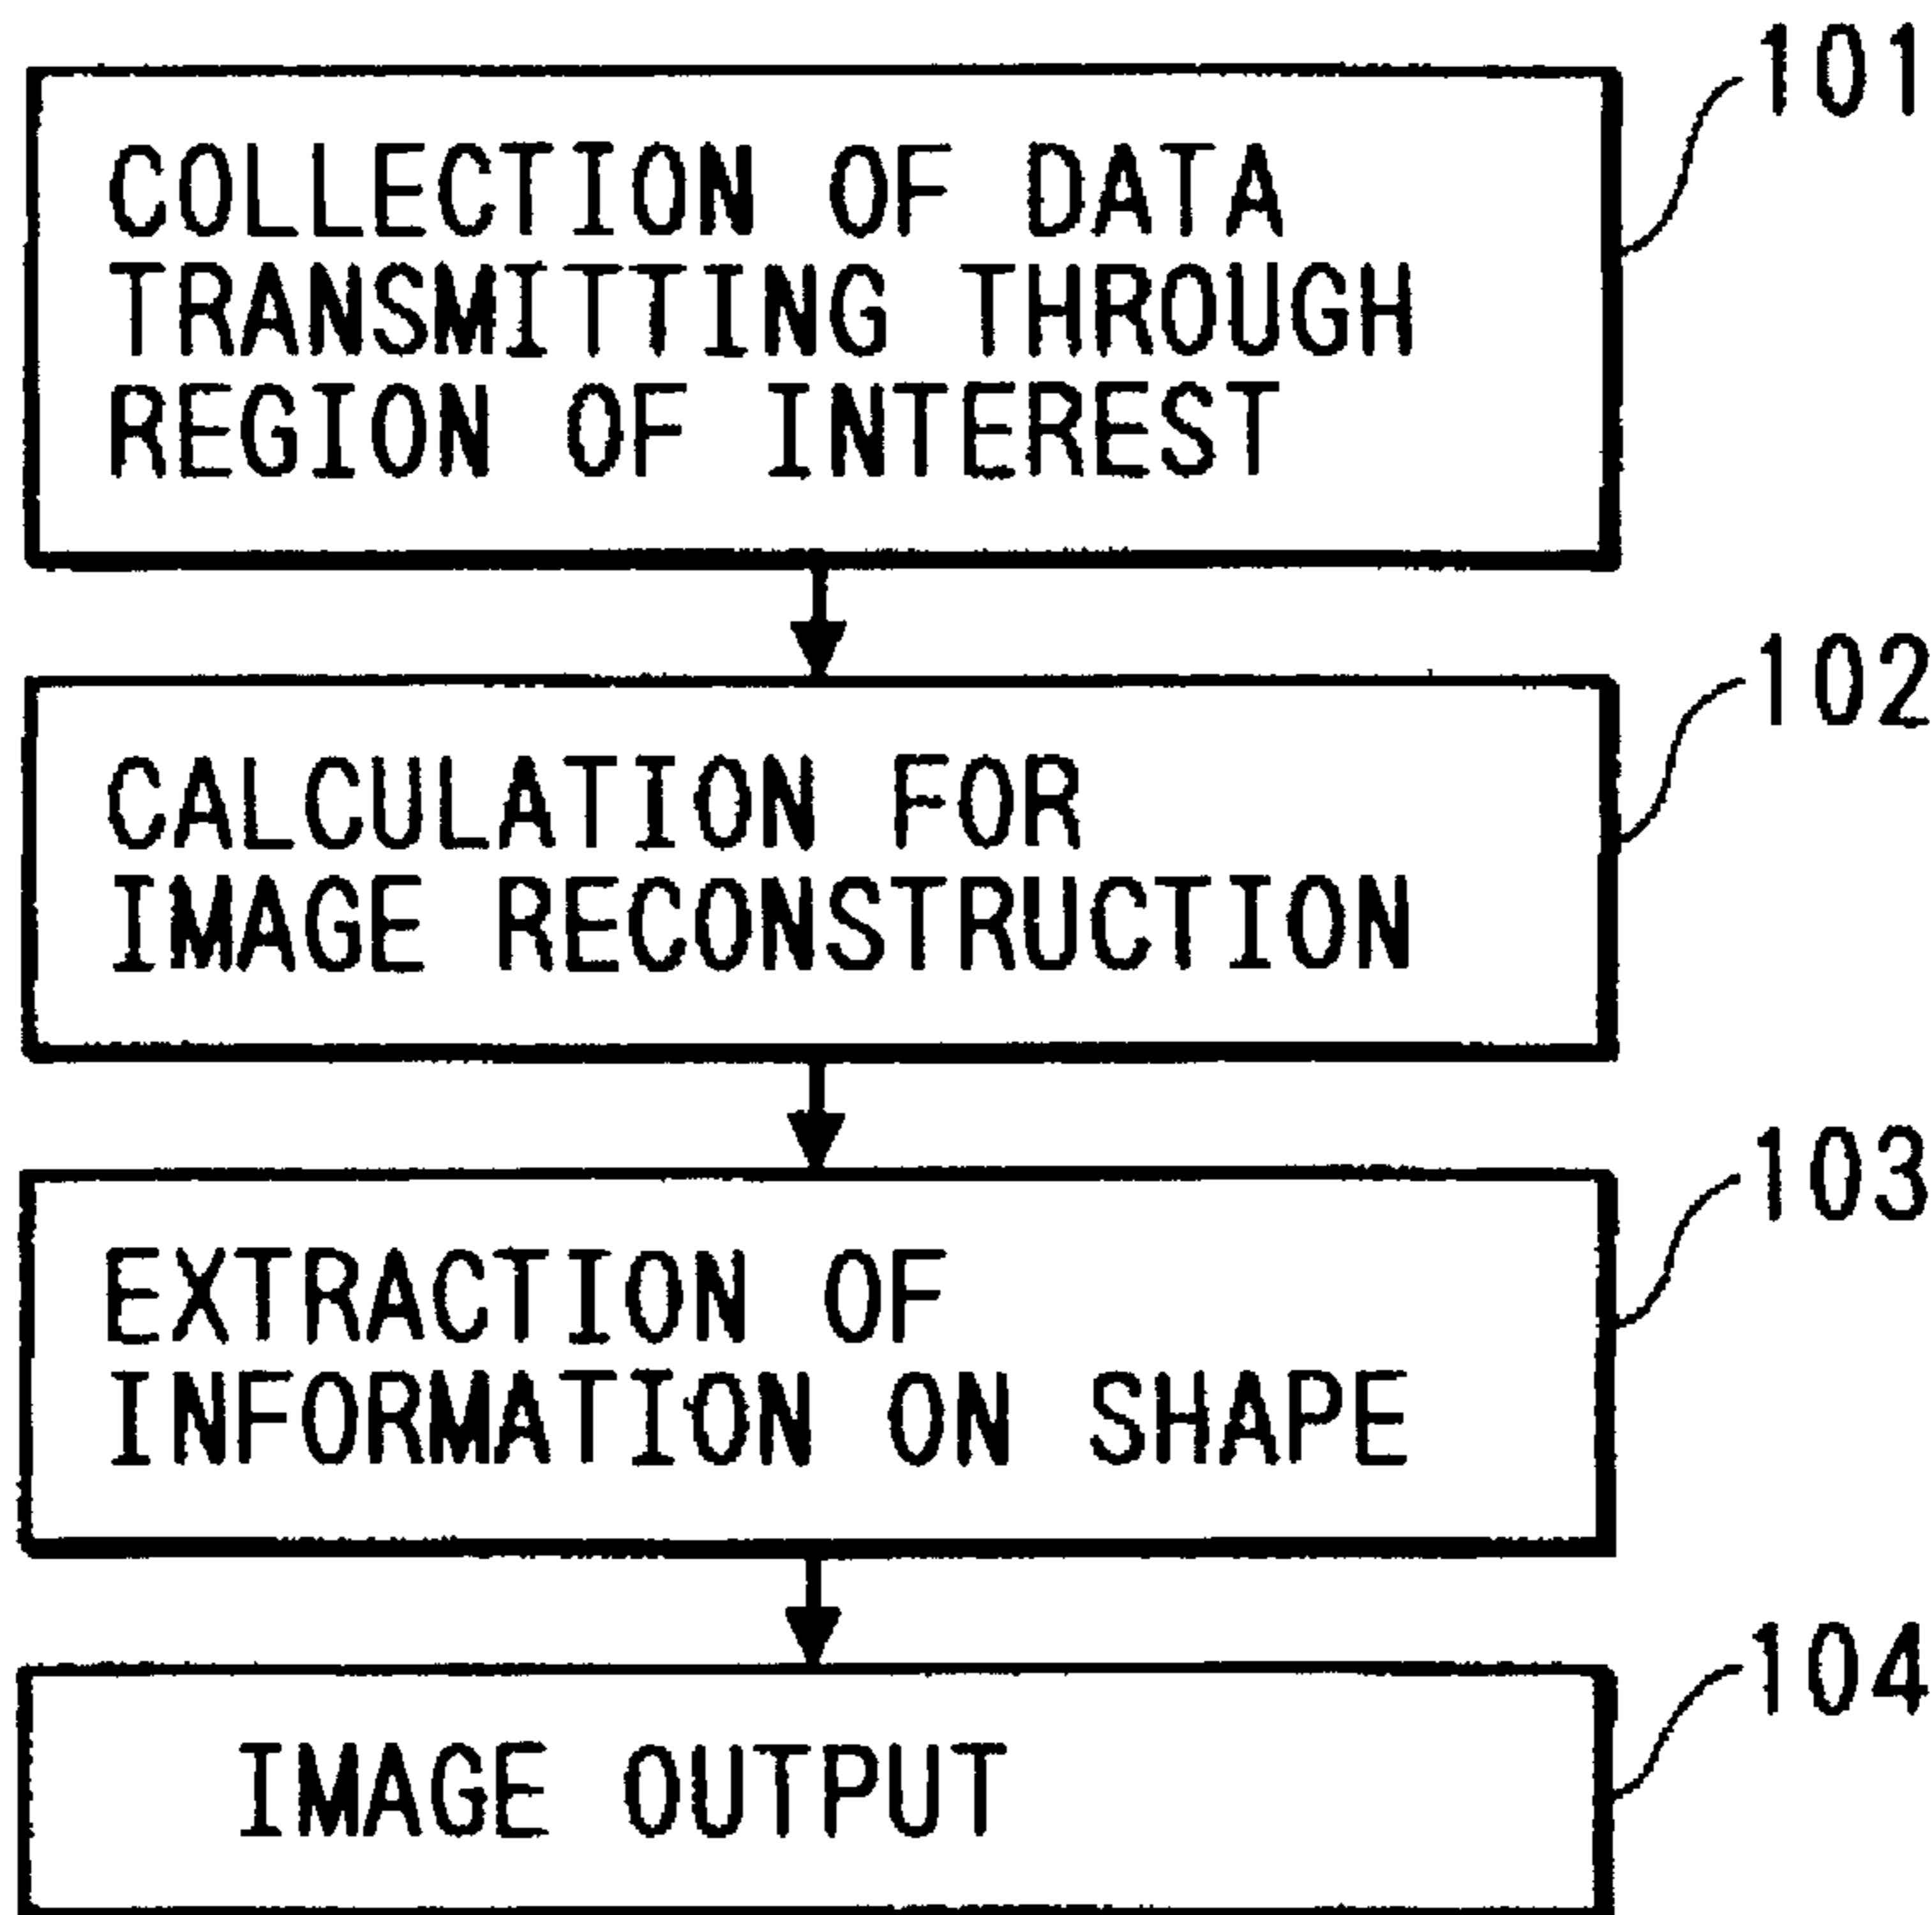 101
COLLECTION OF DATA
TRANSMITTING THROUGH
REGION OF INTEREST
102
CALCULATION FOR
IMAGE RECONSTRUCTION
103
EXTRACTION OF
INFORMATION ON SHAPE
104
IMAGE OUTPUT